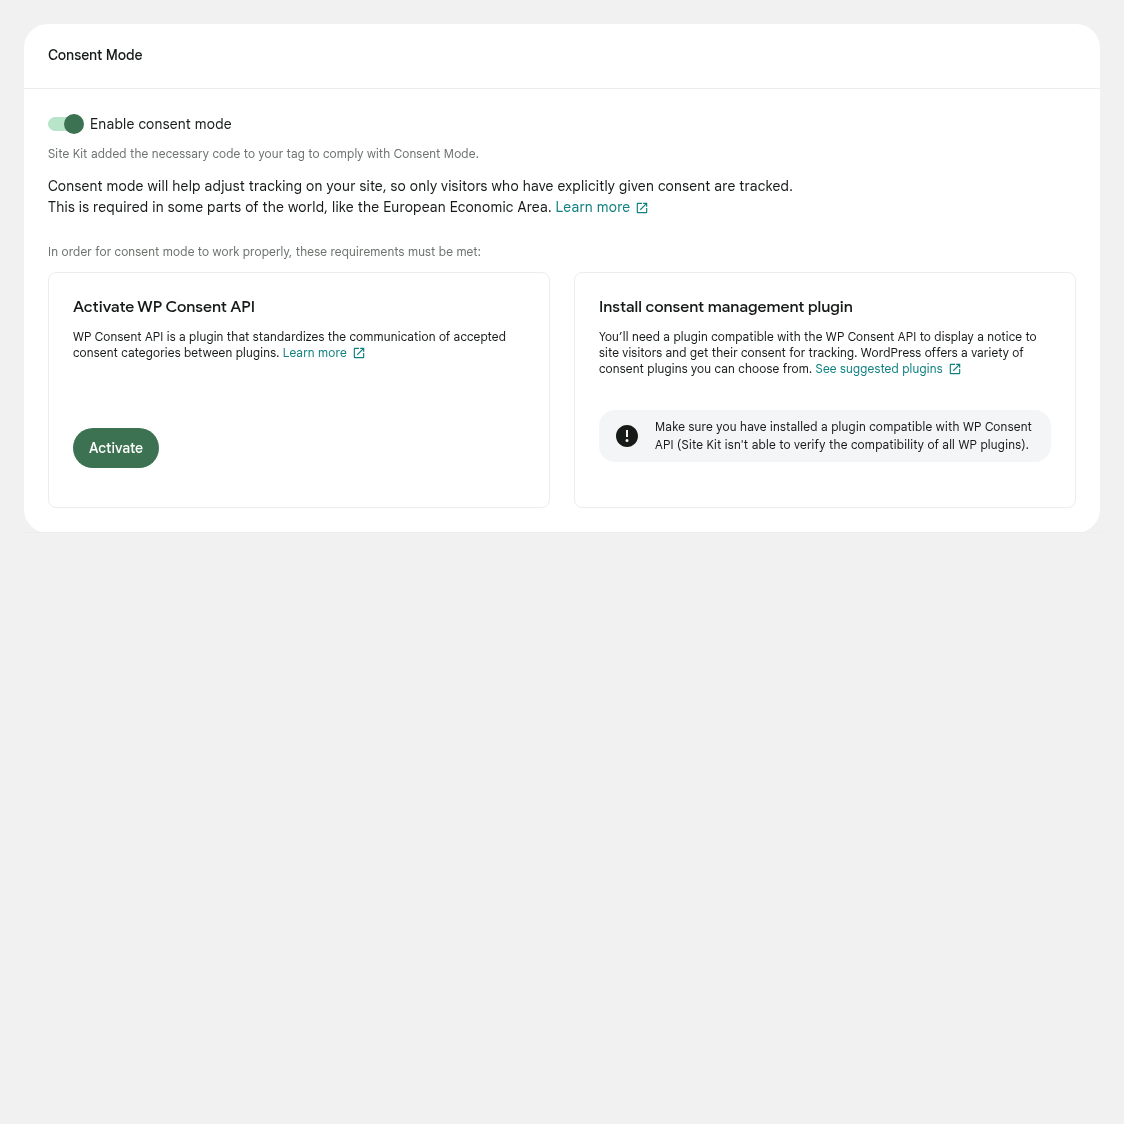 Consent Mode
Enable consent mode
Site Kit added the necessary code to your tag to comply with Consent Mode.
Consent mode will help adjust tracking on your site, so only visitors who have explicitly given consent are tracked.
This is required in some parts of the world, like the European Economic Area. Learn more
In order for consent mode to work properly, these requirements must be met:
Activate WP Consent API
WP Consent API is a plugin that standardizes the communication of accepted
consent categories between plugins. Learn more
Activate
Install consent management plugin
You’ll need a plugin compatible with the WP Consent API to display a notice to
site visitors and get their consent for tracking. WordPress offers a variety of
consent plugins you can choose from. See suggested plugins
Make sure you have installed a plugin compatible with WP Consent
API (Site Kit isn't able to verify the compatibility of all WP plugins).